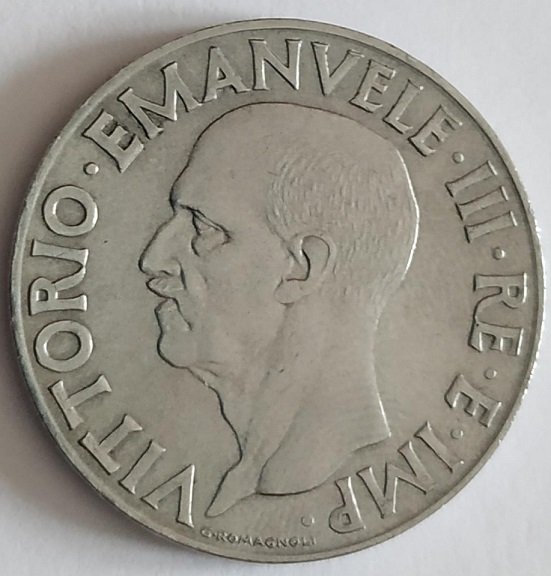 VITTORIO · EMANVELE · III · RE · E · IMP ·
G·ROMAGNOLI